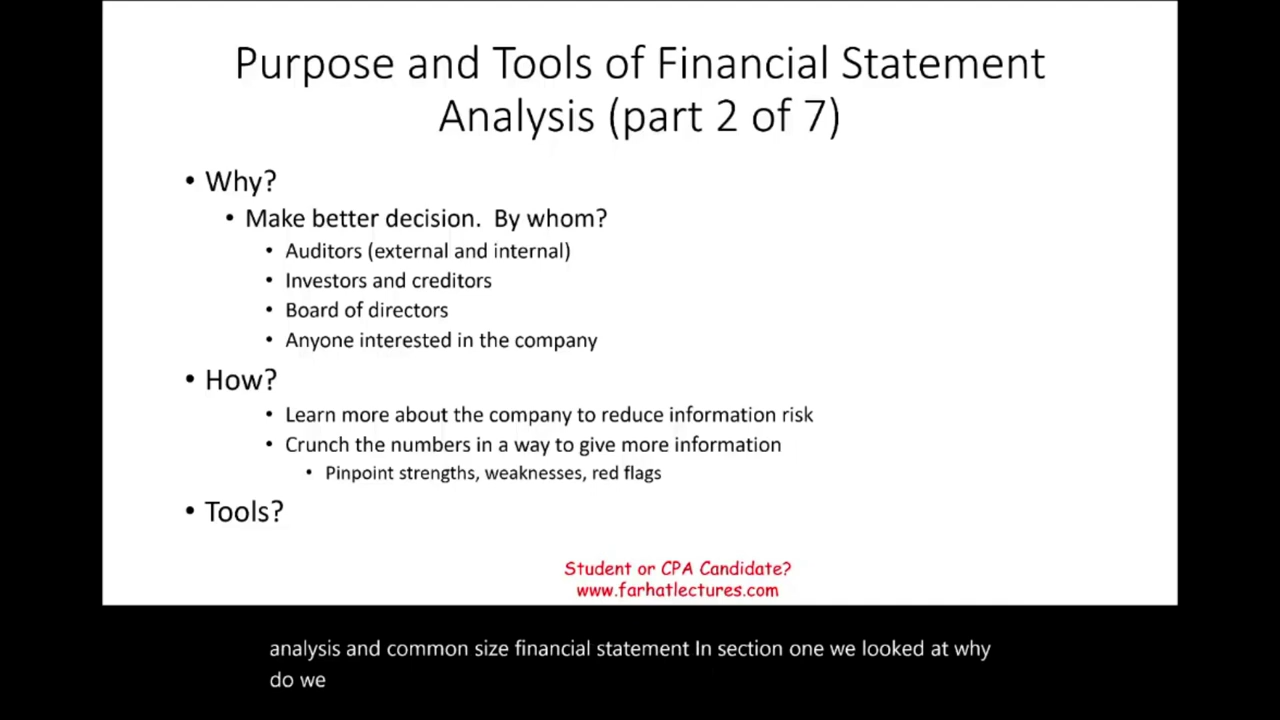 Purpose and Tools of Financial Statement
Analysis (part 2 of 7)
• Why?
• Make better decision.  By whom?
• Auditors (external and internal)
• Investors and creditors
• Board of directors
• Anyone interested in the company
• How?
• Learn more about the company to reduce information risk
• Crunch the numbers in a way to give more information
• Pinpoint strengths, weaknesses, red flags
• Tools?
Student or CPA Candidate?
www.farhatlectures.com
analysis and common size financial statement In section one we looked at why
do we